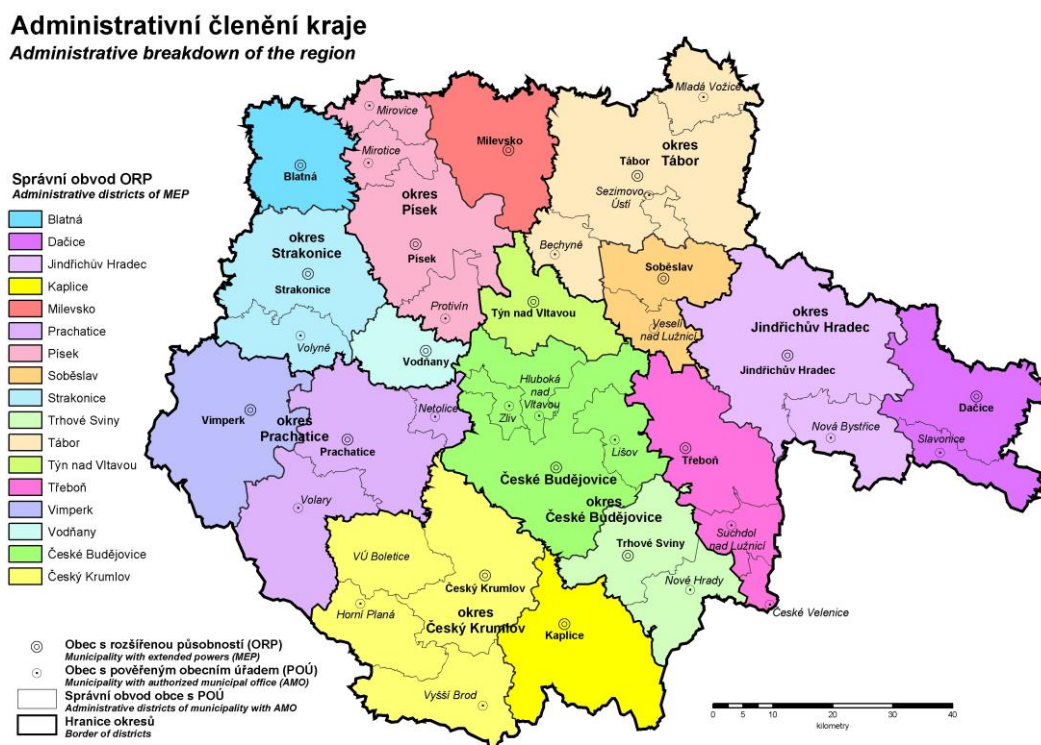 Administrativní členění kraje
Administrative breakdown of the region
Správní obvod ORP
Administrative districts of MEP
Blatná
Dačice
Jindřichův Hradec
Kaplice
Milevsko
Prachatice
Písek
Soběslav
Strakonice
Trhové Sviny
Tábor
Týn nad Vltavou
Třeboň
Vimperk
Vodňany
České Budějovice
Český Krumlov
Obec s rozšířenou působností (ORP)
Municipality with extended powers (MEP)
Obec s pověřeným obecním úřadem (POÚ)
Municipality with authorized municipal office (AMO)
Správní obvod obce s POÚ
Administrative districts of municipality with AMO
Hranice okresů
Border of districts
Mladá Vožice
Mirovice
Milevsko
Mirotice
Blatná
Tábor
okres
Tábor
Sezimovo
Ústí
okres
Písek
Písek
okres
Strakonice
Strakonice
Bechyně
Soběslav
Protivín
Týn nad Vltavou
Veselí
nad Lužnicí
okres
Jindřichův Hradec
Jindřichův Hradec
Volyně
Vodňany
Hluboká
nad
Vltavou
Zliv
Dačice
Vimperk
okres
Prachatice
Prachatice
Netolice
Nová Bystřice
Slavonice
Lišov
Třeboň
České Budějovice
okres
České Budějovice
Volary
Suchdol
nad Lužnicí
Trhové Sviny
VÚ Boletice
Český Krumlov
Nové Hrady
České Velenice
Horní Planá
okres
Český Krumlov
Kaplice
Vyšší Brod
0 5 10 20 30 40
kilometry